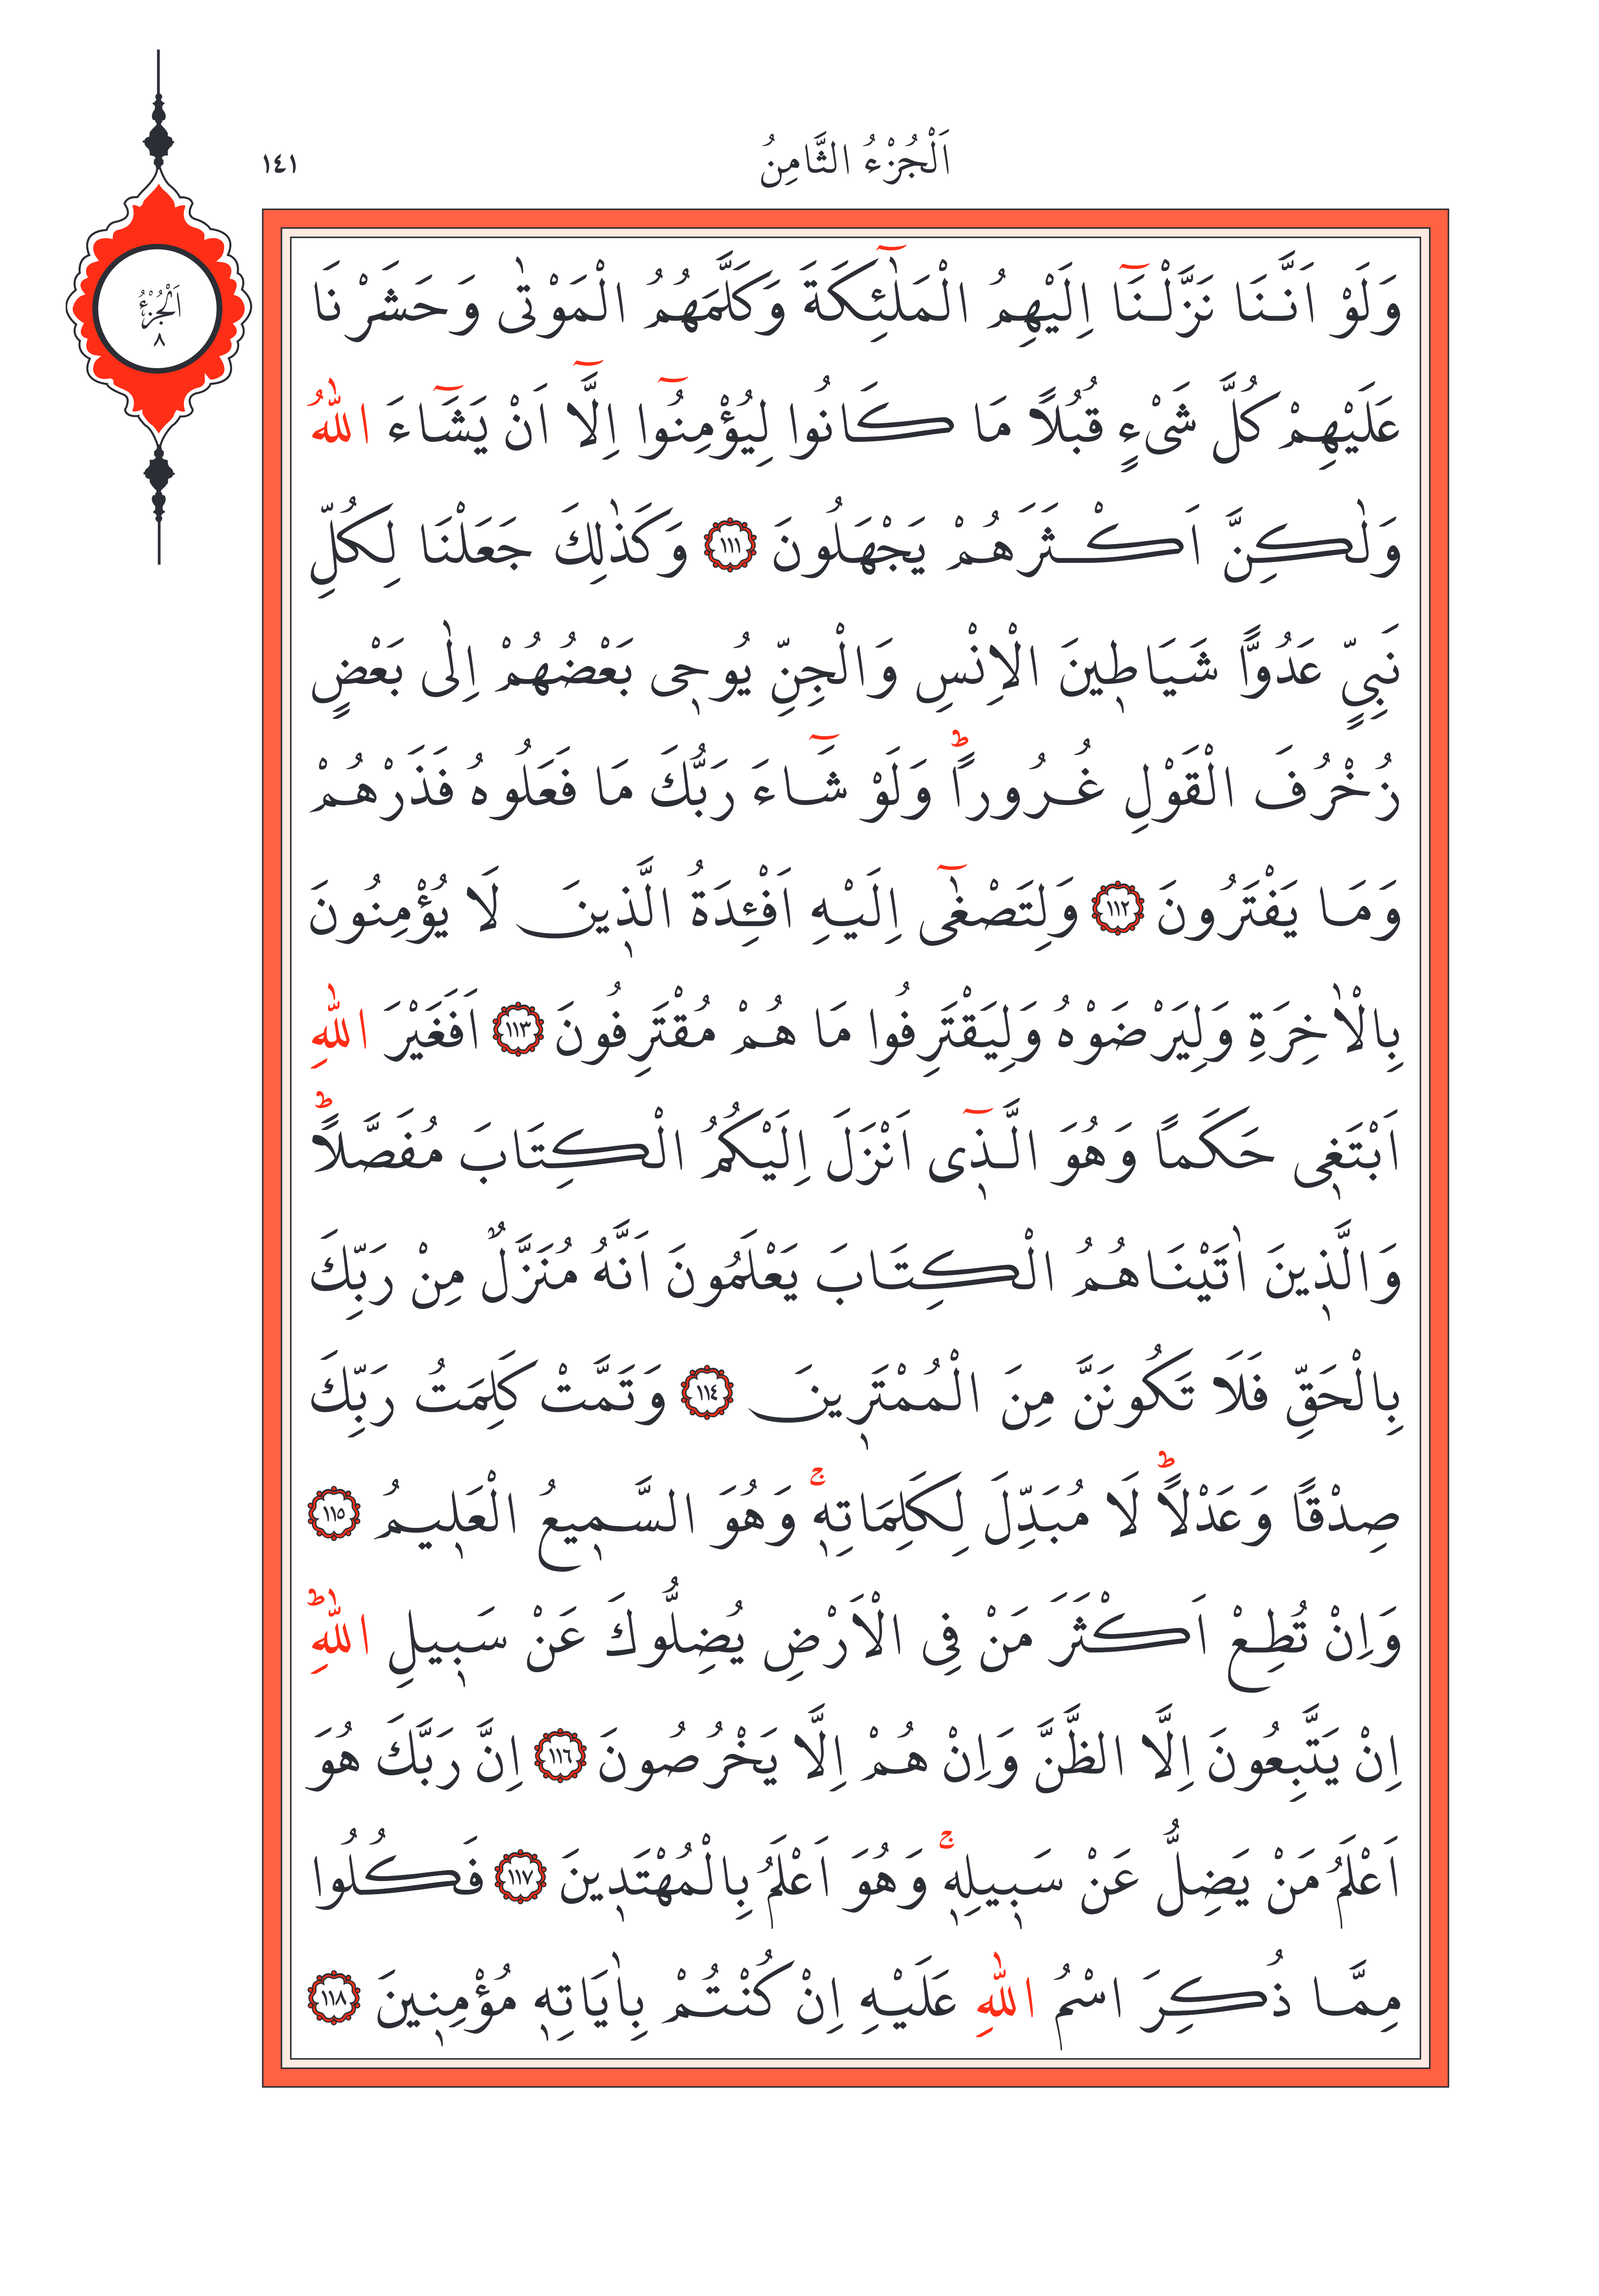 اَلْجُزْءُ الثَّامِنُ
١٤١
اَلْجُزْءُ
٨
وَلَوْ اَنَّنَا نَزَّلْنَٓا اِلَيْهِمُ الْمَلٰٓئِكَةَ وَكَلَّمَهُمُ الْمَوْتٰى وَحَشَرْنَا
عَلَيْهِمْ كُلَّ شَىْءٍ قُبُلًا مَا كَانُوا لِيُؤْمِنُٓوا اِلَّٓا اَنْ يَشَٓاءَ اللّٰهُ
وَلٰكِنَّ اَكْثَرَهُمْ يَجْهَلُونَ ﴿١١١﴾ وَكَذٰلِكَ جَعَلْنَا لِكُلِّ
نَبِىٍّ عَدُوًّا شَيَاط۪ينَ الْاِنْسِ وَالْجِنِّ يُوح۪ى بَعْضُهُمْ اِلٰى بَعْضٍ
زُخْرُفَ الْقَوْلِ غُرُورًاۜ وَلَوْ شَٓاءَ رَبُّكَ مَا فَعَلُوهُ فَذَرْهُمْ
وَمَا يَفْتَرُونَ ﴿١١٢﴾ وَلِتَصْغٰٓى اِلَيْهِ اَفْـِٔدَةُ الَّذ۪ينَ لَا يُؤْمِنُونَ
بِالْاٰخِرَةِ وَلِيَرْضَوْهُ وَلِيَقْتَرِفُوا مَا هُمْ مُقْتَرِفُونَ ﴿١١٣﴾ اَفَغَيْرَ اللّٰهِ
اَبْتَغ۪ى حَكَمًا وَهُوَ الَّذ۪ٓى اَنْزَلَ اِلَيْكُمُ الْكِتَابَ مُفَصَّلًاۜ
وَالَّذ۪ينَ اٰتَيْنَاهُمُ الْكِتَابَ يَعْلَمُونَ اَنَّهُ مُنَزَّلٌ مِنْ رَبِّكَ
بِالْحَقِّ فَلَا تَكُونَنَّ مِنَ الْمُمْتَر۪ينَ ﴿١١٤﴾ وَتَمَّتْ كَلِمَتُ رَبِّكَ
صِدْقًا وَعَدْلًاۜ لَا مُبَدِّلَ لِكَلِمَاتِه۪ۚ وَهُوَ السَّم۪يعُ الْعَل۪يمُ ﴿١١٥﴾
وَاِنْ تُطِعْ اَكْثَرَ مَنْ فِى الْاَرْضِ يُضِلُّوكَ عَنْ سَب۪يلِ اللّٰهِۜ
اِنْ يَتَّبِعُونَ اِلَّا الظَّنَّ وَاِنْ هُمْ اِلَّا يَخْرُصُونَ ﴿١١٦﴾ اِنَّ رَبَّكَ هُوَ
اَعْلَمُ مَنْ يَضِلُّ عَنْ سَب۪يلِه۪ۚ وَهُوَ اَعْلَمُ بِالْمُهْتَد۪ينَ ﴿١١٧﴾ فَكُلُوا
مِمَّا ذُكِرَ اسْمُ اللّٰهِ عَلَيْهِ اِنْ كُنْتُمْ بِاٰيَاتِه۪ مُؤْمِن۪ينَ ﴿١١٨﴾